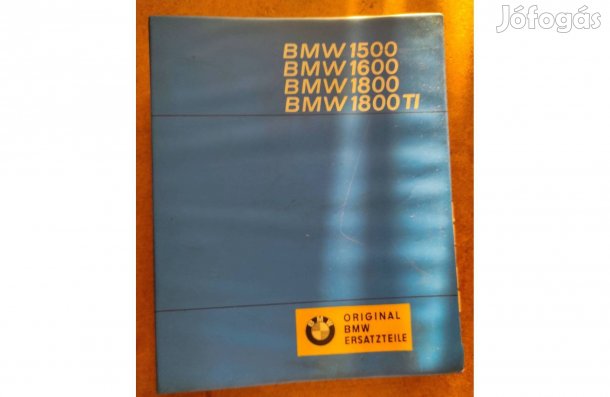 Jófogás
BMW 1500
BMW 1600
BMW 1800
BMW 1800 TI
BMW
ORIGINAL
BMW
ERSATZTEILE